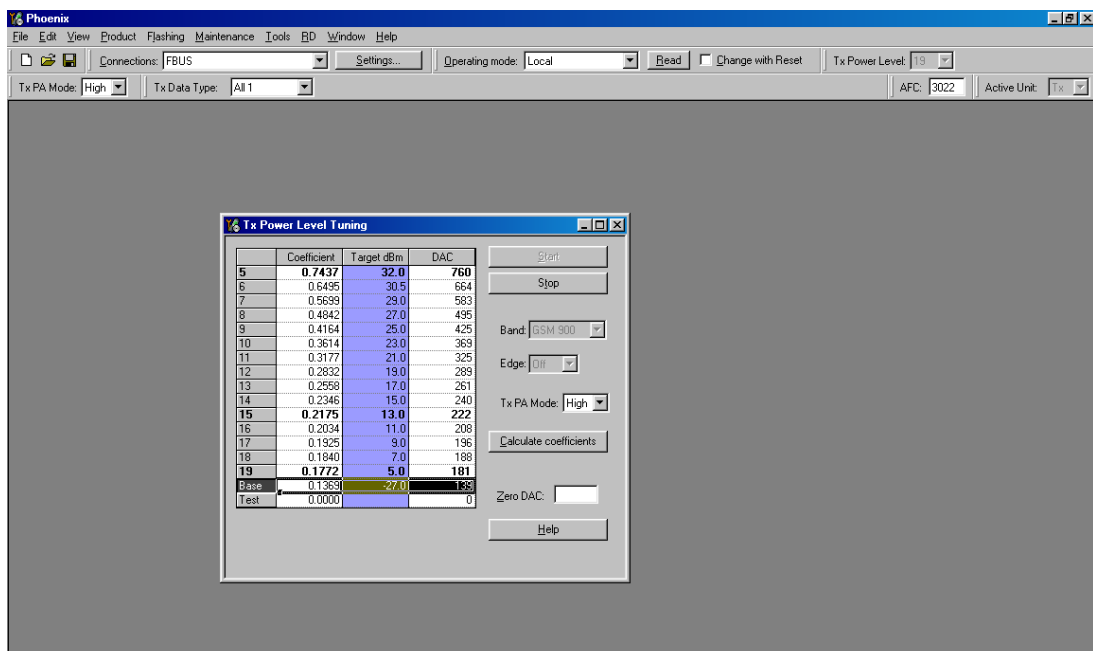 Phoenix
File Edit View Product Flashing Maintenance Tools RD Window Help
Connections: FBUS Settings... Operating mode: Local Read Change with Reset Tx Power Level: 19
Tx PA Mode: High Tx Data Type: All 1 AFC: 3022 Active Unit: Tx
Tx Power Level Tuning
Coefficient Target dBm DAC
5 0.7437 32.0 760
6 0.6495 30.5 664
7 0.5699 29.0 583
8 0.4842 27.0 495
9 0.4164 25.0 425
10 0.3614 23.0 369
11 0.3177 21.0 325
12 0.2832 19.0 289
13 0.2558 17.0 261
14 0.2346 15.0 240
15 0.2175 13.0 222
16 0.2034 11.0 208
17 0.1925 9.0 196
18 0.1840 7.0 188
19 0.1772 5.0 181
Base 0.1369 -27.0 139
Test 0.0000 0
Start
Stop
Band: GSM 900
Edge: Off
Tx PA Mode: High
Calculate coefficients
Zero DAC:
Help